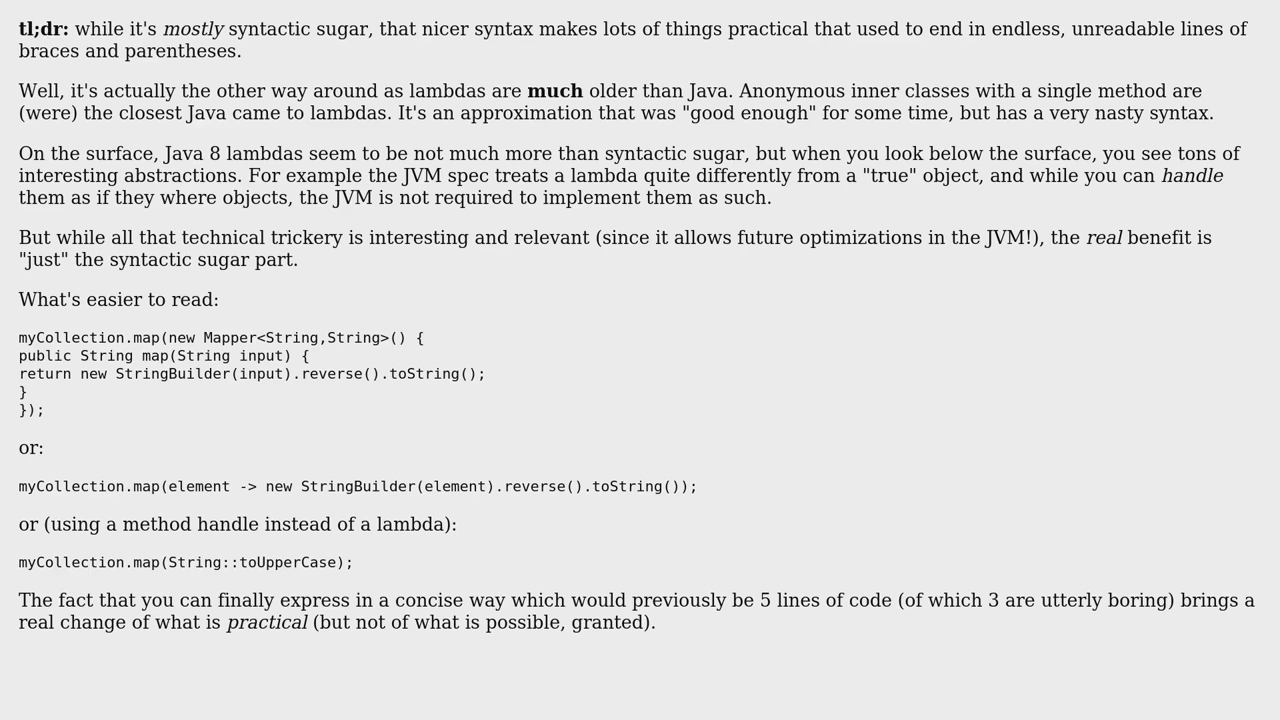 tl;dr: while it's mostly syntactic sugar, that nicer syntax makes lots of things practical that used to end in endless, unreadable lines of
braces and parentheses.
Well, it's actually the other way around as lambdas are much older than Java. Anonymous inner classes with a single method are
(were) the closest Java came to lambdas. It's an approximation that was "good enough" for some time, but has a very nasty syntax.
On the surface, Java 8 lambdas seem to be not much more than syntactic sugar, but when you look below the surface, you see tons of
interesting abstractions. For example the JVM spec treats a lambda quite differently from a "true" object, and while you can handle
them as if they where objects, the JVM is not required to implement them as such.
But while all that technical trickery is interesting and relevant (since it allows future optimizations in the JVM!), the real benefit is
"just" the syntactic sugar part.
What's easier to read:
myCollection.map(new Mapper<String,String>() {
public String map(String input) {
return new StringBuilder(input).reverse().toString();
}
});
or:
myCollection.map(element -> new StringBuilder(element).reverse().toString());
or (using a method handle instead of a lambda):
myCollection.map(String::toUpperCase);
The fact that you can finally express in a concise way which would previously be 5 lines of code (of which 3 are utterly boring) brings a
real change of what is practical (but not of what is possible, granted).